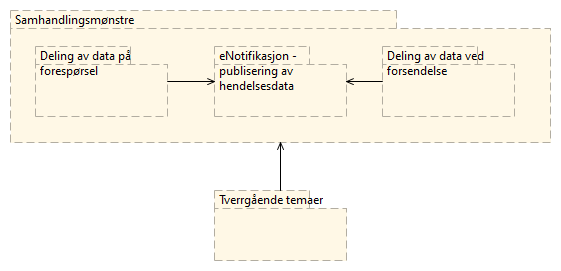 Samhandlingsmønstre
Deling av data på
forespørsel
eNotifikasjon -
publisering av
hendelsesdata
Deling av data ved
forsendelse
Tverrgående temaer